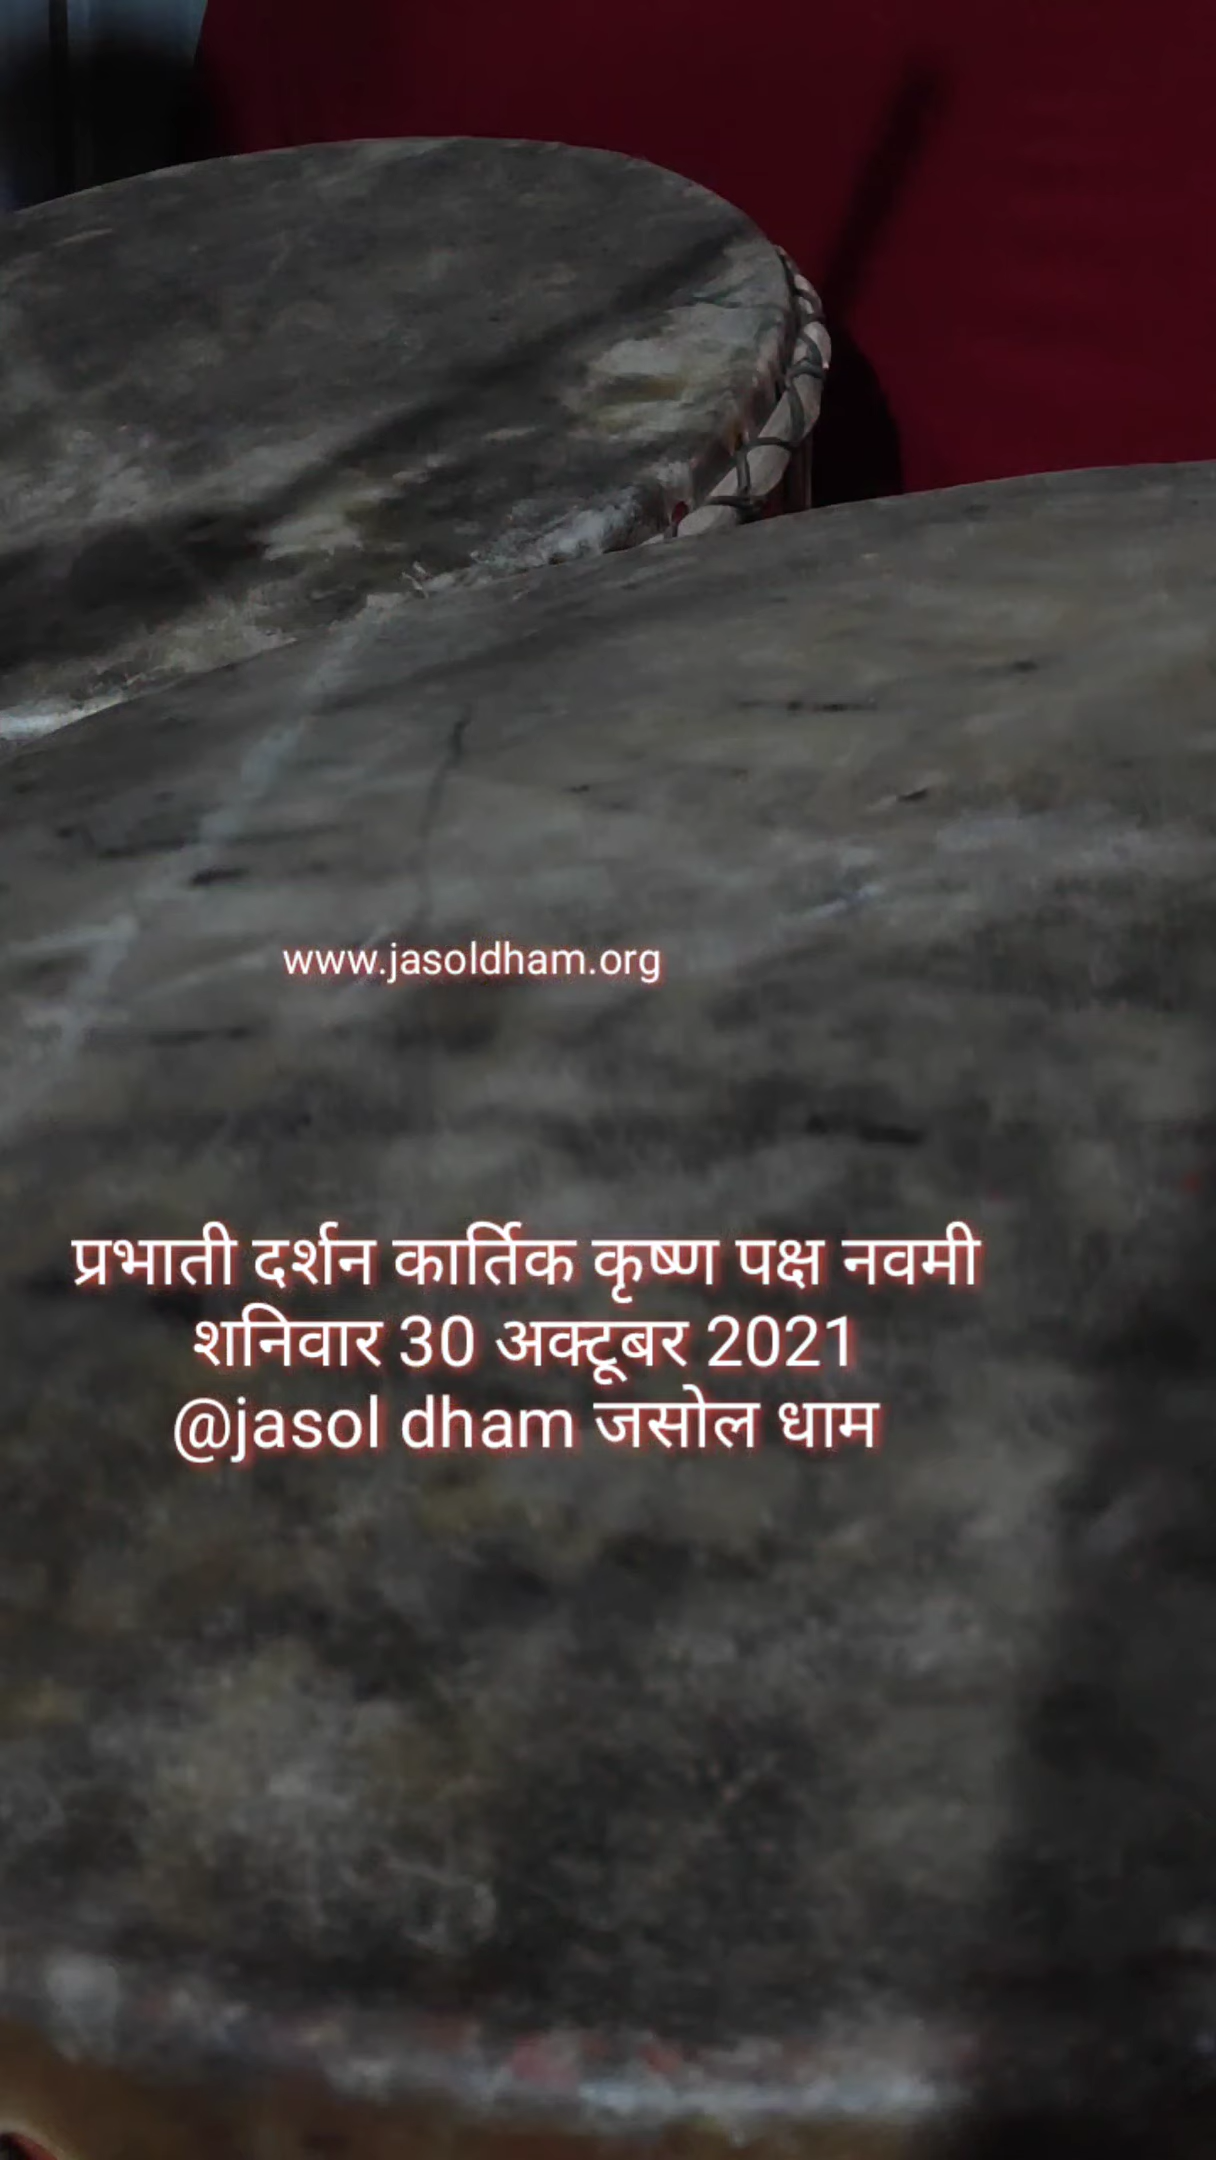 www.jasoldham.org
प्रभाती दर्शन कार्तिक कृष्ण पक्ष नवमी
शनिवार 30 अक्टूबर 2021
@jasol dham जसोल धाम